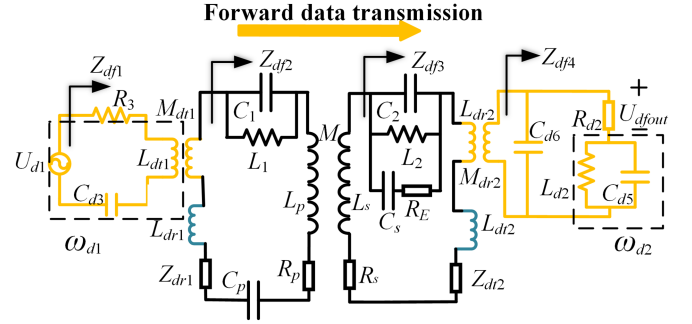 Forward data transmission
Z_{df1}
Z_{df2}
Z_{df3}
Z_{df4}
R_3
M_{dt1}
C_1
C_2
L_{dr2}
+
U_{dfout}
R_{d2}
C_{d6}
U_{d1}
L_{dt1}
L_1
M
L_2
M_{dr2}
C_{d3}
L_p
L_s
C_s
R_E
L_{d2}
C_{d5}
ω_{d1}
L_{dr1}
L_{dt2}
ω_{d2}
Z_{dr1}
C_p
R_p
R_s
Z_{dt2}